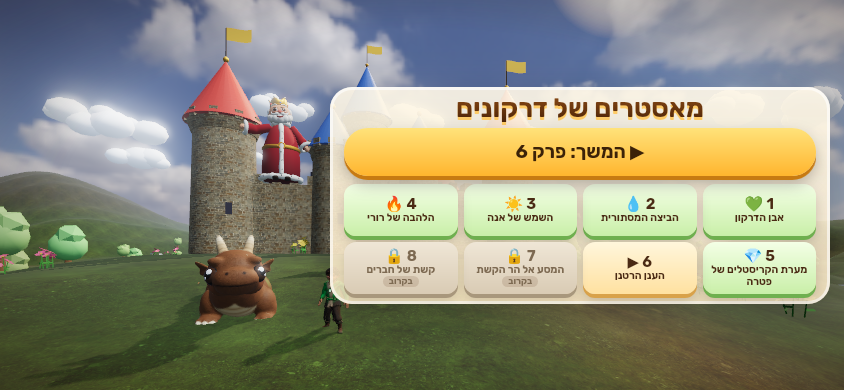 מאסטרים של דרקונים
▶ המשך: פרק 6
1 💚
אבן הדרקון
2 💧
הביצה המסתורית
3 ☀️
השמש של אנה
4 🔥
הלהבה של רורי
5 💎
מערת הקריסטלים של
פטרה
6 ▶
הענן הרטנן
7 🔒
המסע אל הר הקשת
בקרוב
8 🔒
קשת של חברים
בקרוב